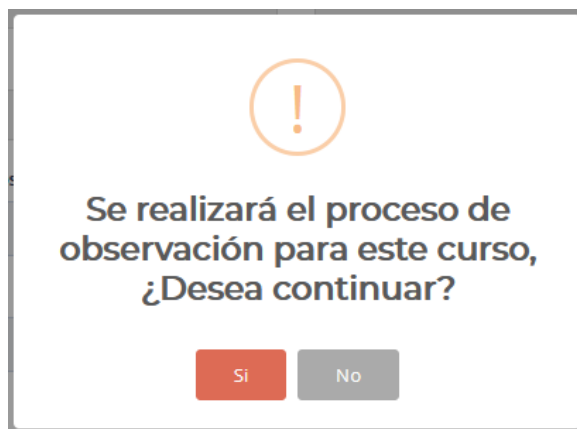 !
Se realizará el proceso de
observación para este curso,
¿Desea continuar?
Si
No